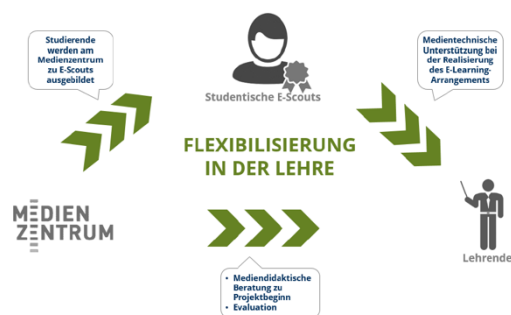 Studierende
werden am
Medienzentrum
zu E-Scouts
ausgebildet
Studentische E-Scouts
Medientechnische
Unterstützung bei
der Realisierung
des E-Learning-
Arrangements
FLEXIBILISIERUNG
IN DER LEHRE
MEDIEN
ZENTRUM
Lehrende
• Mediendidaktische
Beratung zu
Projektbeginn
• Evaluation